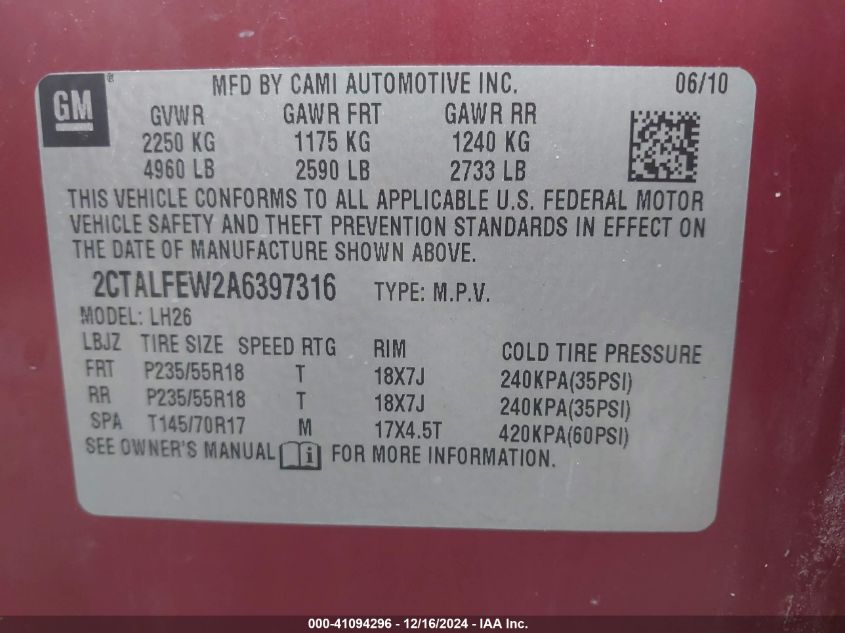 GM ® MFD BY CAMI AUTOMOTIVE INC. 06/10
GVWR GAWR FRT GAWR RR
2250 KG 1175 KG 1240 KG
4960 LB 2590 LB 2733 LB
THIS VEHICLE CONFORMS TO ALL APPLICABLE U.S. FEDERAL MOTOR
VEHICLE SAFETY AND THEFT PREVENTION STANDARDS IN EFFECT ON
THE DATE OF MANUFACTURE SHOWN ABOVE.
2CTALFEW2A6397316 TYPE: M.P.V.
MODEL: LH26
LBJZ TIRE SIZE SPEED RTG RIM COLD TIRE PRESSURE
FRT P235/55R18 T 18X7J 240KPA(35PSI)
RR P235/55R18 T 18X7J 240KPA(35PSI)
SPA T145/70R17 M 17X4.5T 420KPA(60PSI)
SEE OWNER'S MANUAL i FOR MORE INFORMATION.
000-41094296 - 12/16/2024 - IAA Inc.